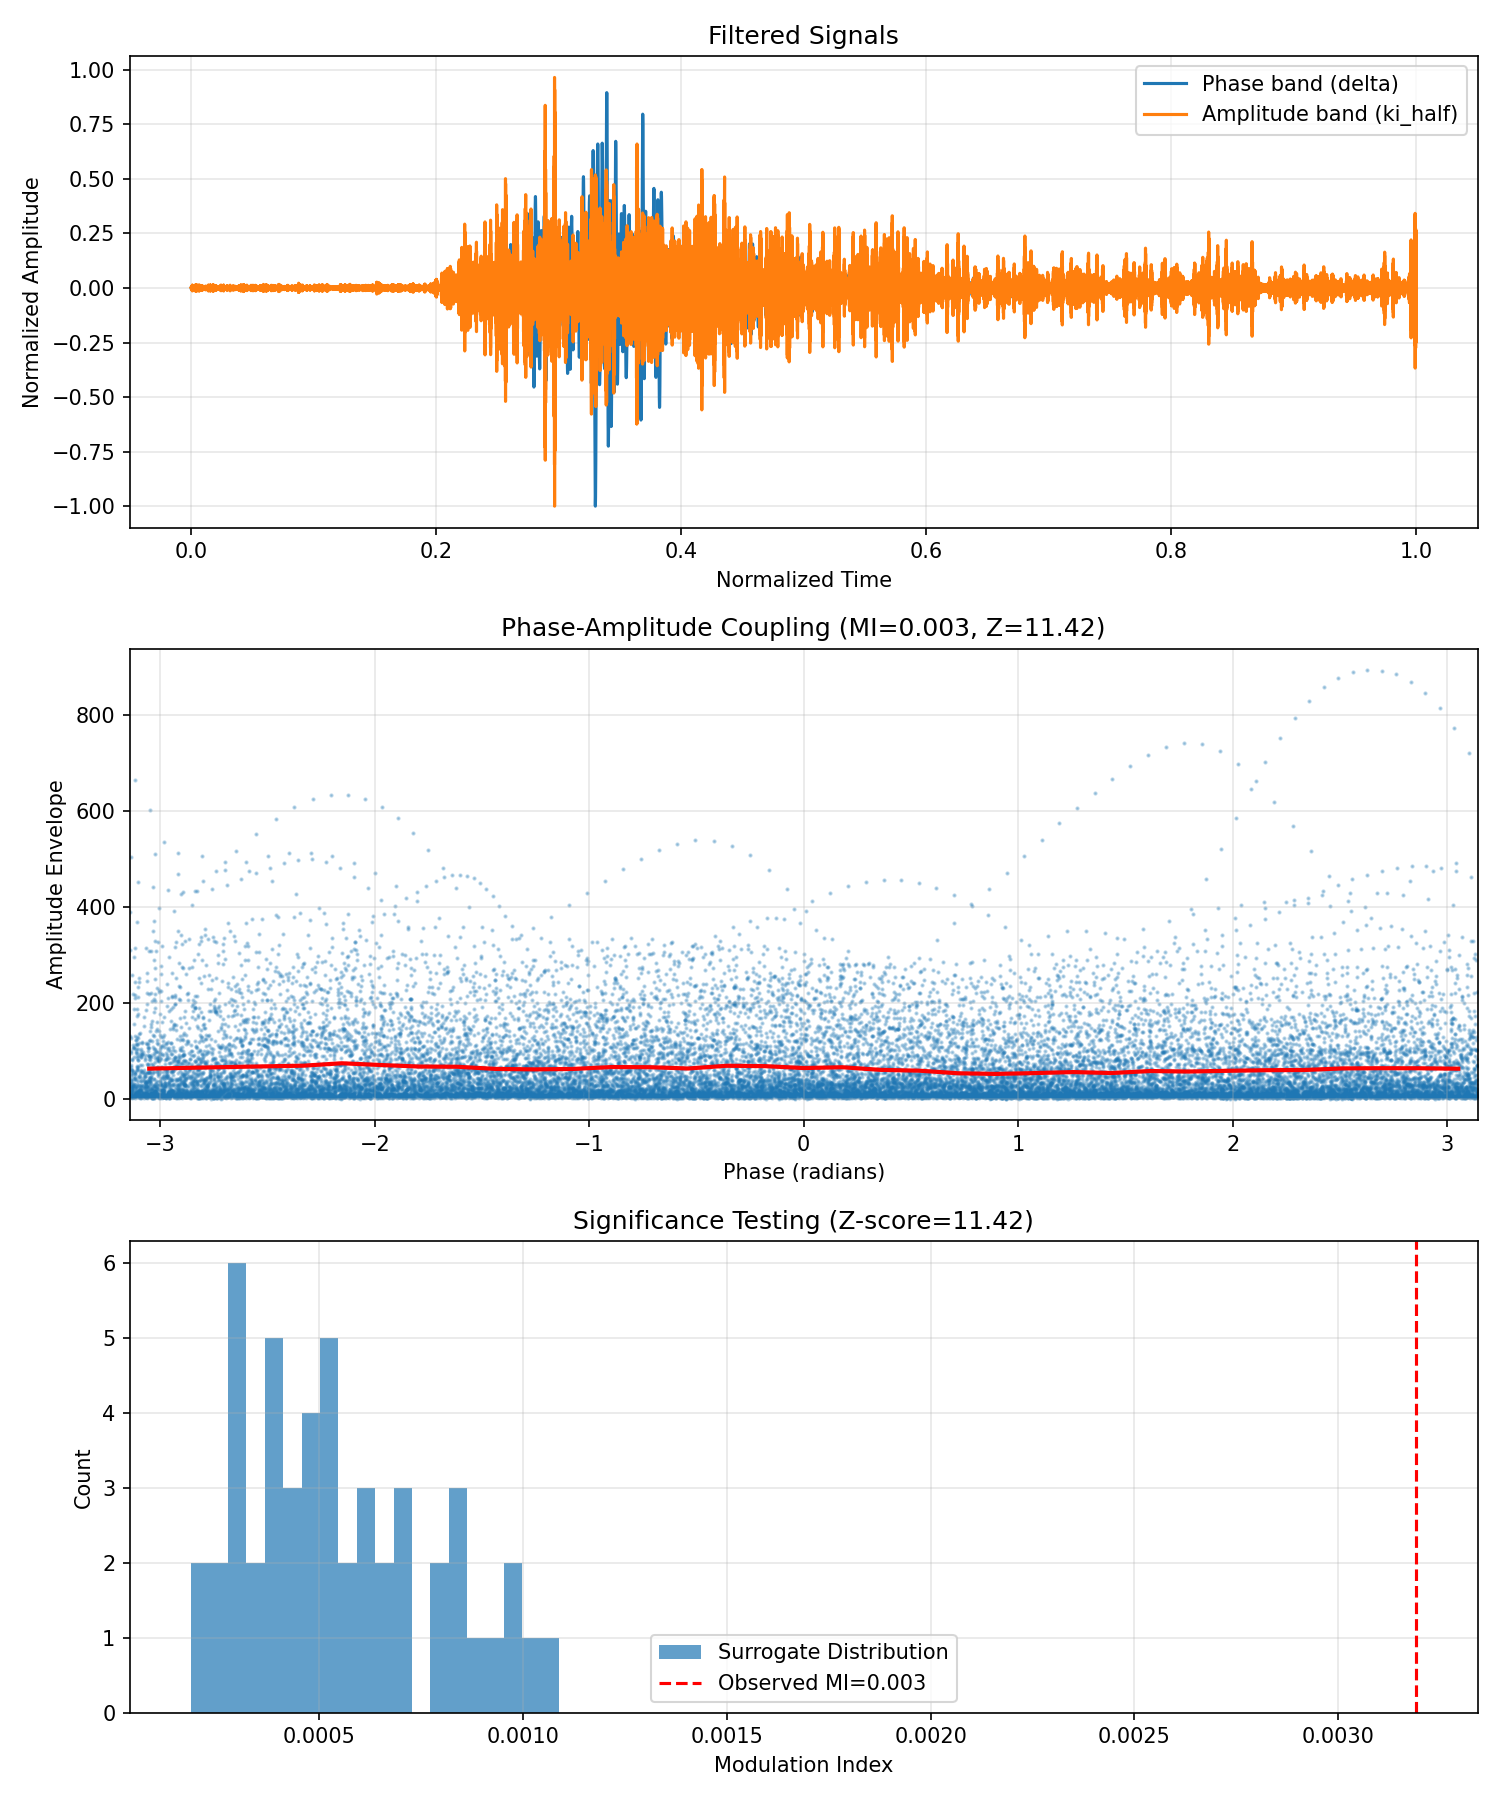 Filtered Signals
1.00
0.75
0.50
0.25
0.00
−0.25
−0.50
−0.75
−1.00
Normalized Amplitude
Phase band (delta)
Amplitude band (ki_half)
0.0 0.2 0.4 0.6 0.8 1.0
Normalized Time
Phase-Amplitude Coupling (MI=0.003, Z=11.42)
800
600
400
200
0
Amplitude Envelope
−3 −2 −1 0 1 2 3
Phase (radians)
Significance Testing (Z-score=11.42)
6
5
4
3
2
1
0
Count
Surrogate Distribution
Observed MI=0.003
0.0005 0.0010 0.0015 0.0020 0.0025 0.0030
Modulation Index